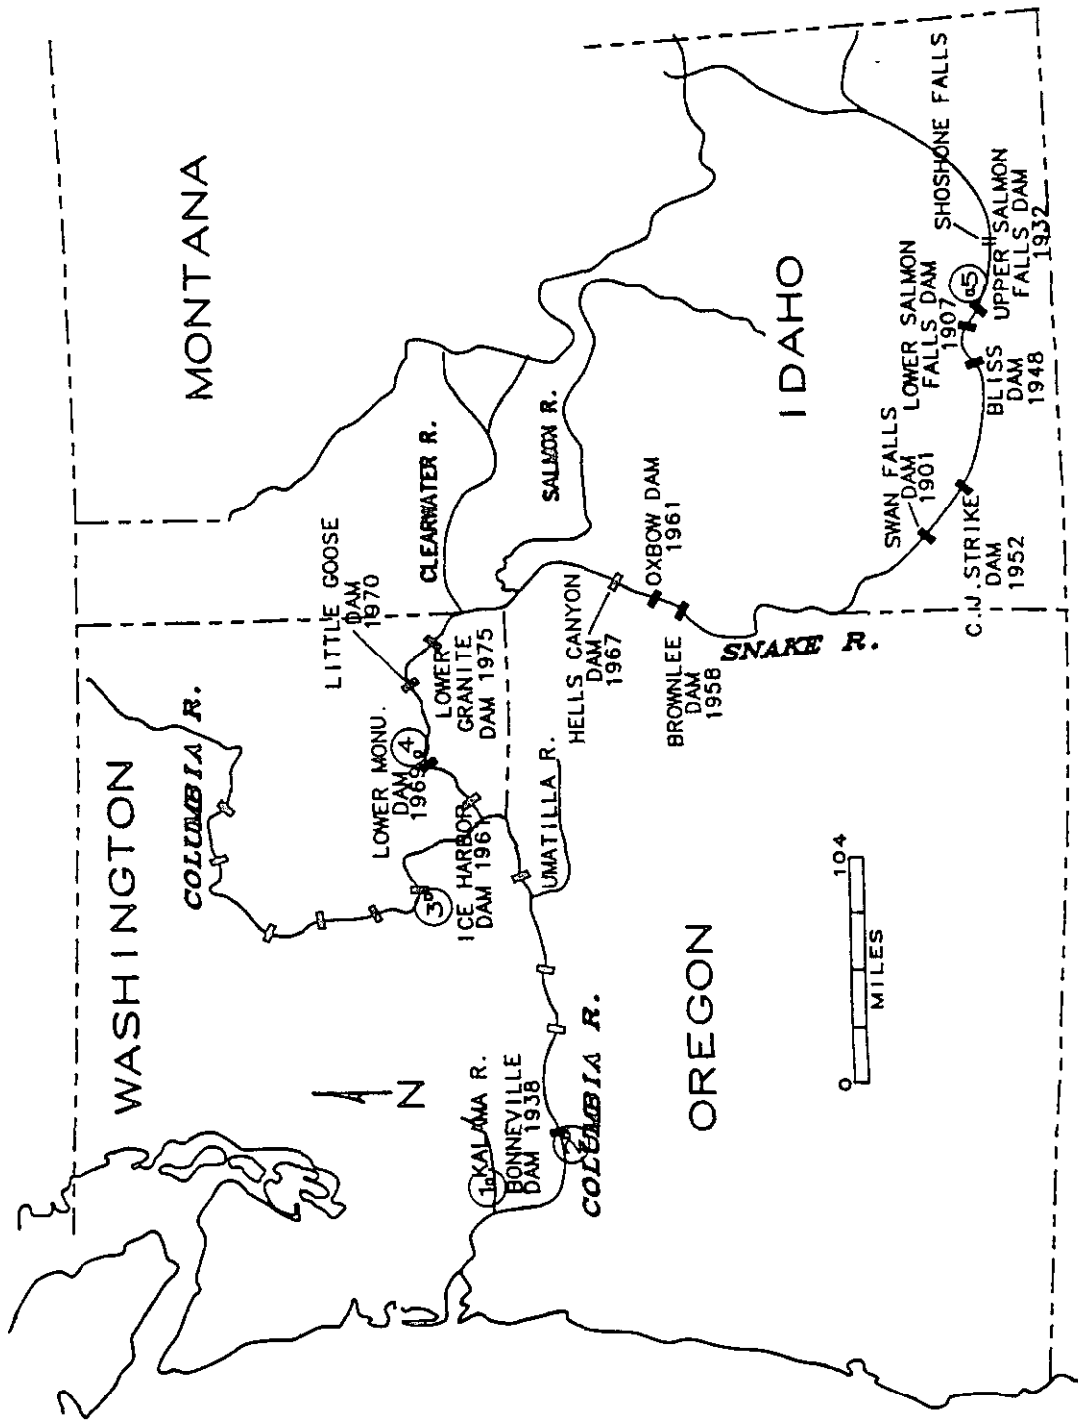 WASHINGTON
MONTANA
COLUMBIA R.
LITTLE GOOSE
DAM
1970
CLEARWATER R.
LOWER MONU.
DAM
1969
4
LOWER
GRANITE
DAM 1975
SALMON R.
3
ICE HARBOR
DAM 1961
N
KALAMA R.
1
BONNEVILLE
DAM 1938
2
COLUMBIA R.
UMATILLA R.
HELLS CANYON
DAM
1967
OXBOW DAM
1961
BROWNLEE
DAM
1958
SNAKE R.
OREGON
IDAHO
0
104
MILES
SWAN FALLS
DAM
1901
LOWER SALMON
FALLS DAM
1907
SHOSHONE FALLS
5
C.J. STRIKE
DAM
1952
BLISS
DAM
1948
UPPER SALMON
FALLS DAM
1932